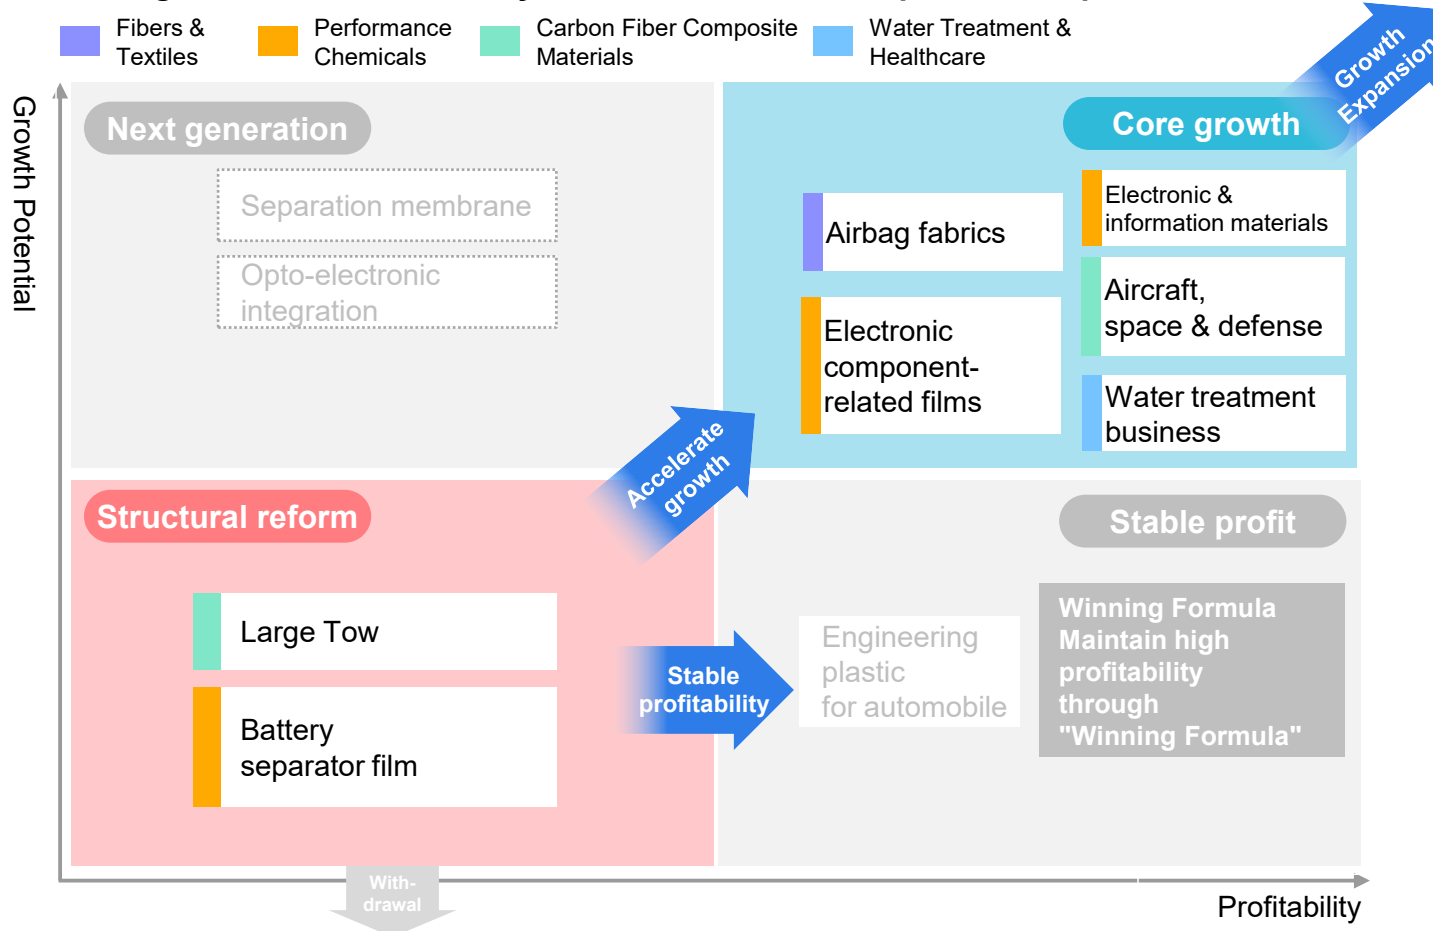 Fibers &
Textiles
Performance
Chemicals
Carbon Fiber Composite
Materials
Water Treatment &
Healthcare
Growth
Expansion
Growth Potential
Next generation
Separation membrane
Opto-electronic
integration
Core growth
Airbag fabrics
Electronic
component-
related films
Electronic &
information materials
Aircraft,
space & defense
Water treatment
business
Accelerate
growth
Structural reform
Large Tow
Battery
separator film
Stable
profitability
Stable profit
Engineering
plastic
for automobile
Winning Formula
Maintain high
profitability
through
"Winning Formula"
With-
drawal
Profitability